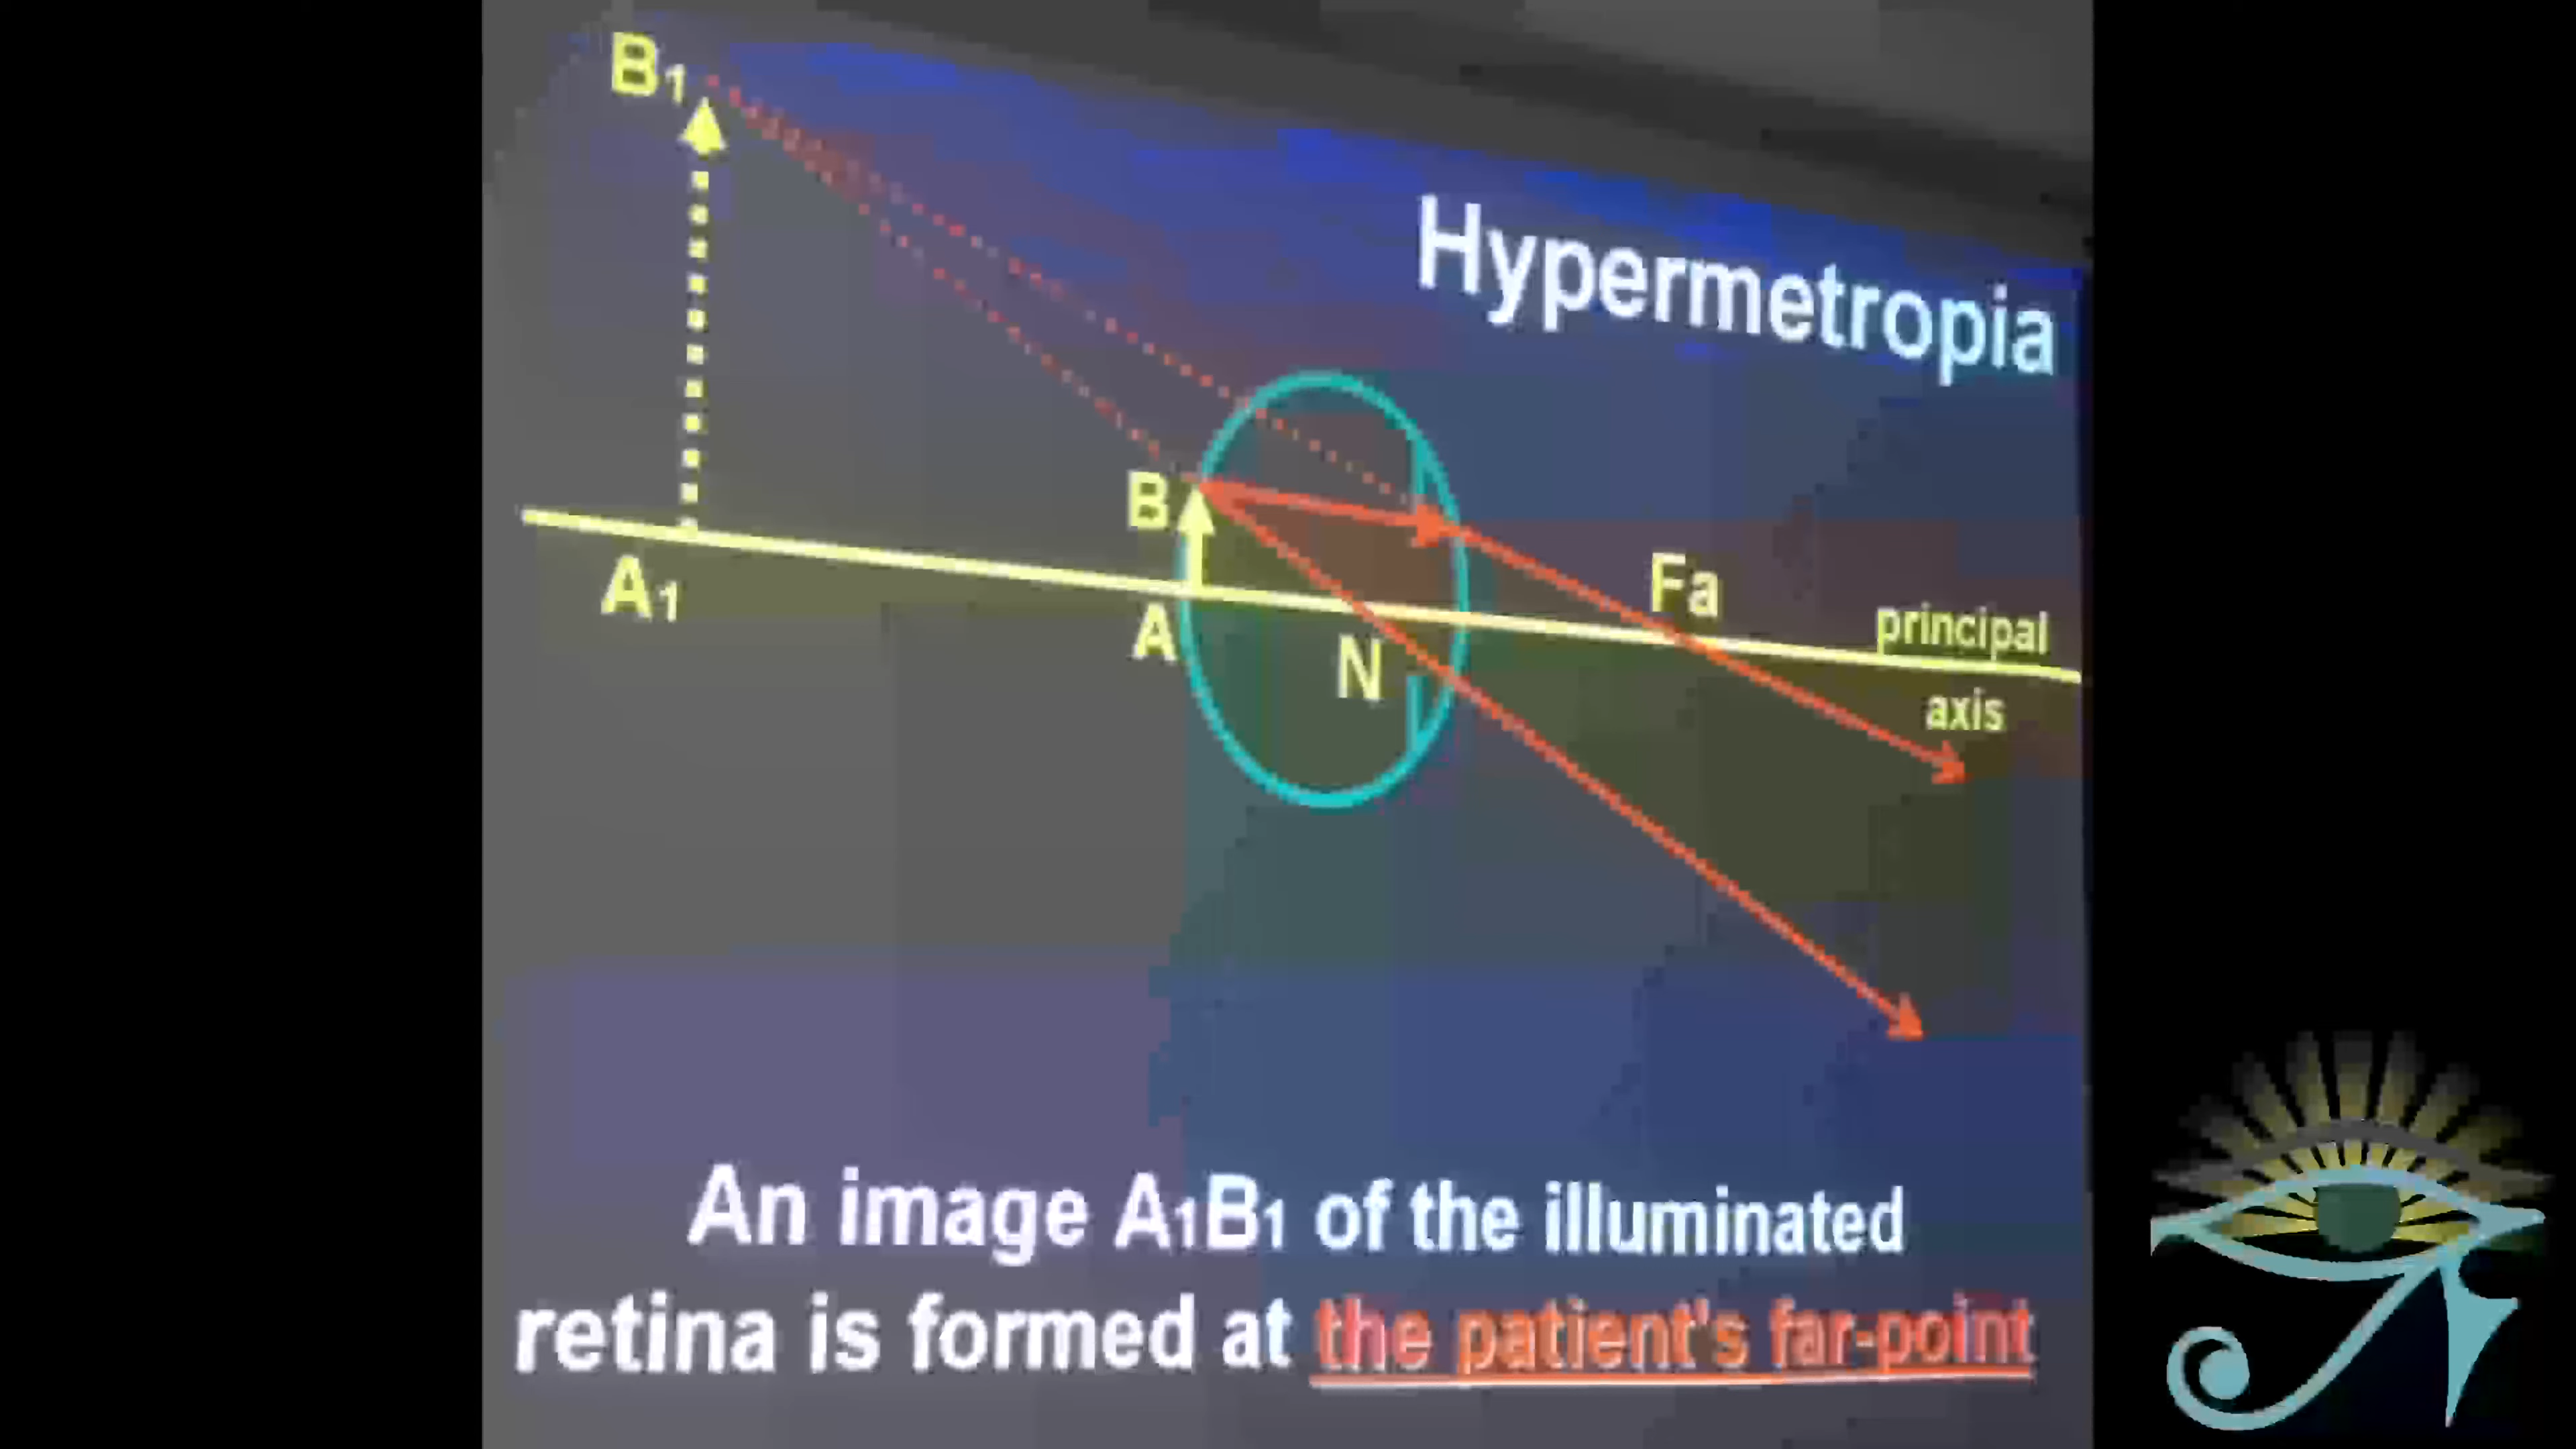 B1
Hypermetropia
B
Fa
A1
principal
A
N
axis
An image A1B1 of the illuminated
retina is formed at the patient's far-point